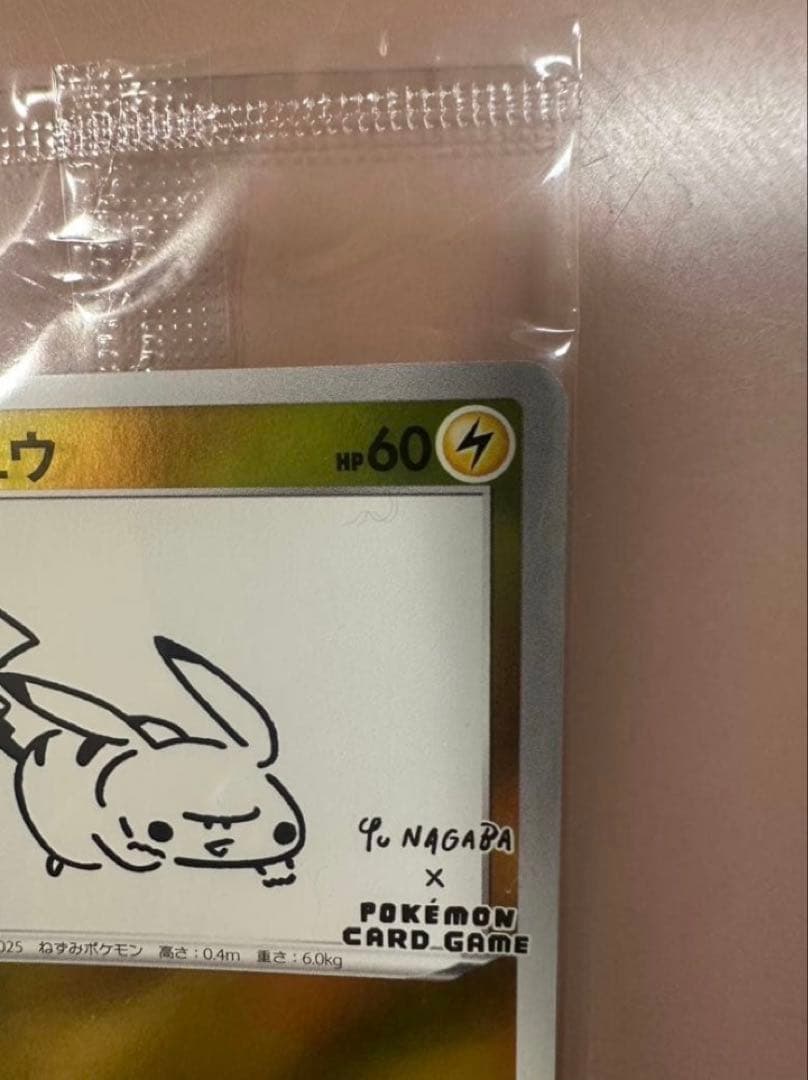 ュウ HP60
Yu NAGABA
×
POKÉMON
CARD GAME
025 ねずみポケモン 高さ：0.4m 重さ：6.0kg